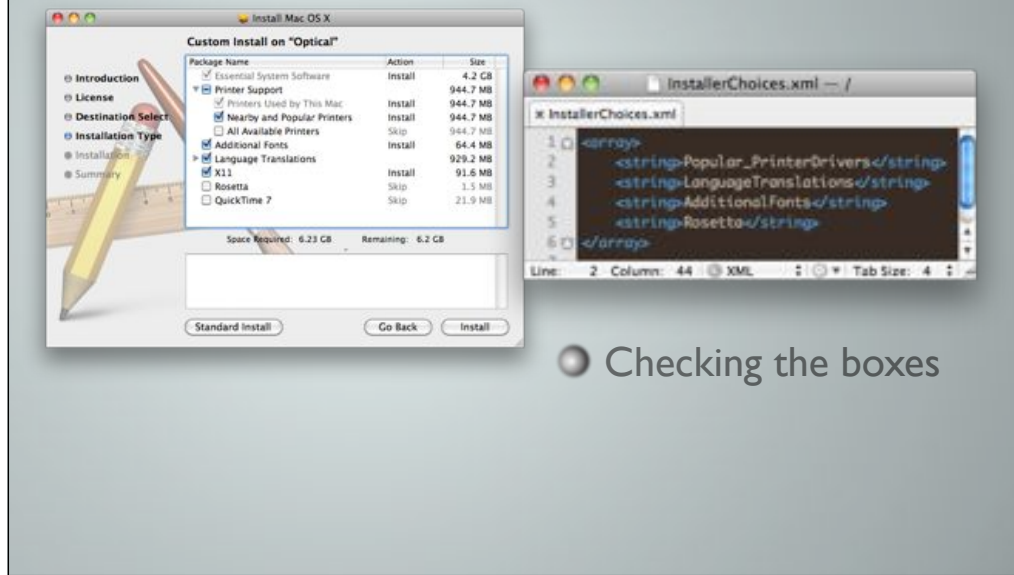 Install Mac OS X
Custom Install on "Optical"
Introduction
License
Destination Select
Installation Type
Installation
Summary
Package Name Action Size
Essential System Software Install 4.2 GB
Printer Support 944.7 MB
Printers Used by This Mac Install 944.7 MB
Nearby and Popular Printers Install 944.7 MB
All Available Printers Skip 944.7 MB
Additional Fonts Install 64.4 MB
Language Translations 929.2 MB
X11 Install 91.6 MB
Rosetta Skip 1.5 MB
QuickTime 7 Skip 21.9 MB
Space Required: 6.23 GB Remaining: 6.2 GB
Standard Install Go Back Install
InstallerChoices.xml — /
InstallerChoices.xml
1 <array>
2 <string>Popular_PrinterDrivers</string>
3 <string>LanguageTranslations</string>
4 <string>AdditionalFonts</string>
5 <string>Rosetta</string>
6 </array>
Line: 2 Column: 44 XML Tab Size: 4
Checking the boxes